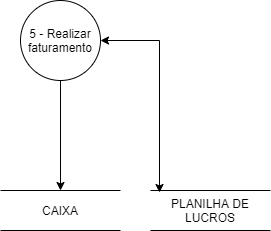 5 - Realizar
faturamento
CAIXA
PLANILHA DE
LUCROS